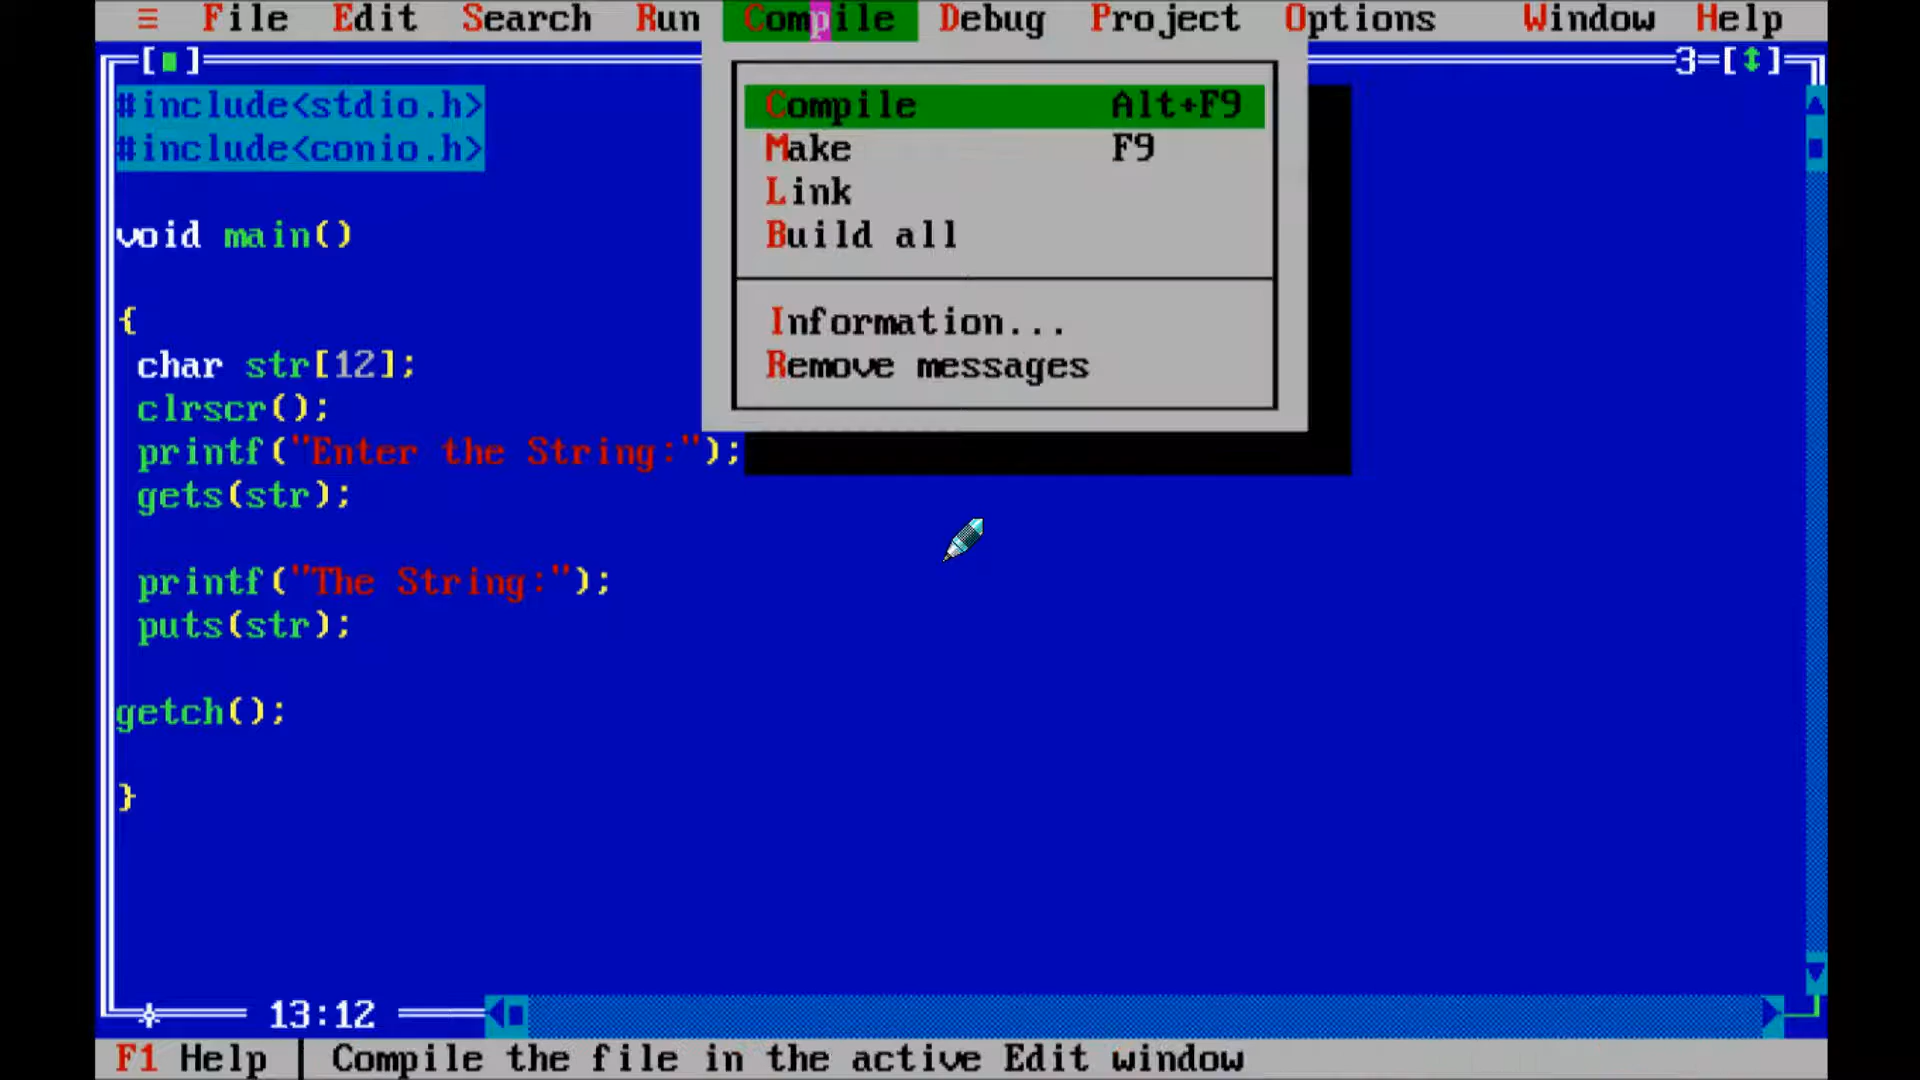 ≡ File Edit Search Run Compile Debug Project Options Window Help
[■] 3=[↕]
#include<stdio.h>
#include<conio.h>
void main()
{
char str[12];
clrscr();
printf("Enter the String:");
gets(str);
printf("The String:");
puts(str);
getch();
}
Compile Alt+F9
Make F9
Link
Build all
Information...
Remove messages
13:12
F1 Help | Compile the file in the active Edit window